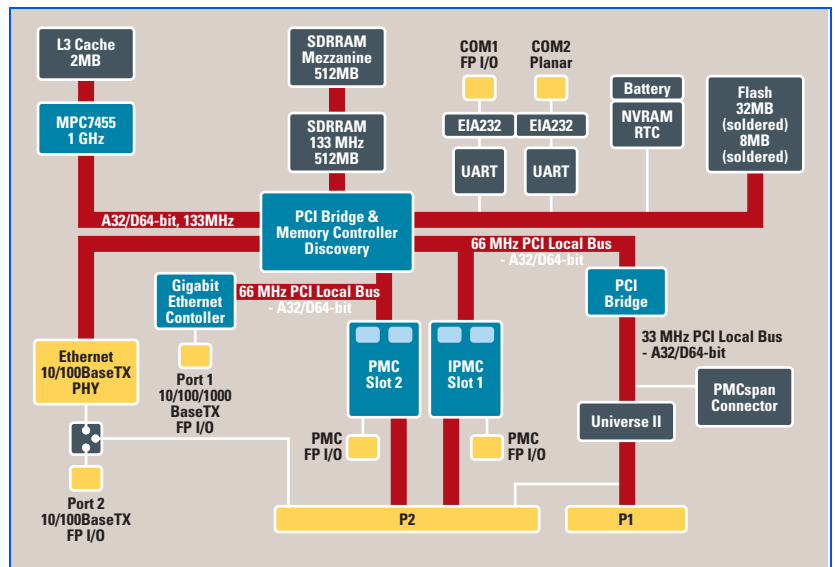 L3 Cache
2MB
SDRRAM
Mezzanine
512MB
COM1
FP I/O
COM2
Planar
Battery
Flash
32MB
(soldered)
8MB
(soldered)
MPC7455
1 GHz
SDRRAM
133 MHz
512MB
EIA232
EIA232
NVRAM
RTC
UART
UART
A32/D64-bit, 133MHz
PCI Bridge &
Memory Controller
Discovery
66 MHz PCI Local Bus
- A32/D64-bit
Gigabit
Ethernet
Contoller
66 MHz PCI Local Bus
- A32/D64-bit
PCI
Bridge
33 MHz PCI Local Bus
- A32/D64-bit
Ethernet
10/100BaseTX
PHY
Port 1
10/100/1000
BaseTX
FP I/O
PMC
Slot 2
IPMC
Slot 1
PMCspan
Connector
Universe II
PMC
FP I/O
PMC
FP I/O
Port 2
10/100BaseTX
FP I/O
P2
P1